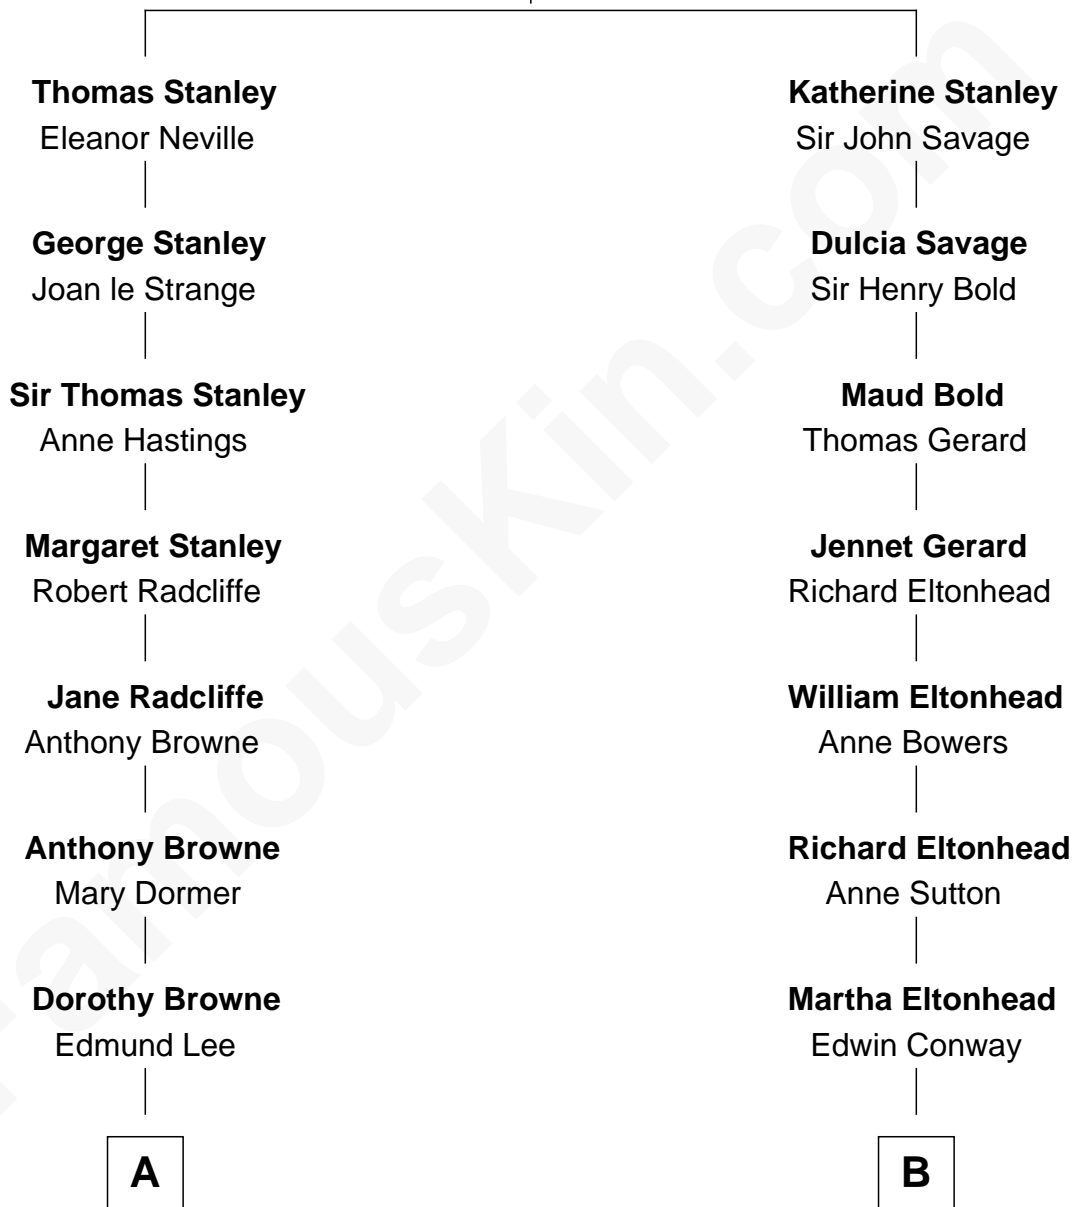 Thomas Stanley
Eleanor Neville
George Stanley
Joan le Strange
Sir Thomas Stanley
Anne Hastings
Margaret Stanley
Robert Radcliffe
Jane Radcliffe
Anthony Browne
Anthony Browne
Mary Dormer
Dorothy Browne
Edmund Lee
A
Katherine Stanley
Sir John Savage
Dulcia Savage
Sir Henry Bold
Maud Bold
Thomas Gerard
Jennet Gerard
Richard Eltonhead
William Eltonhead
Anne Bowers
Richard Eltonhead
Anne Sutton
Martha Eltonhead
Edwin Conway
B
FamousKin.com